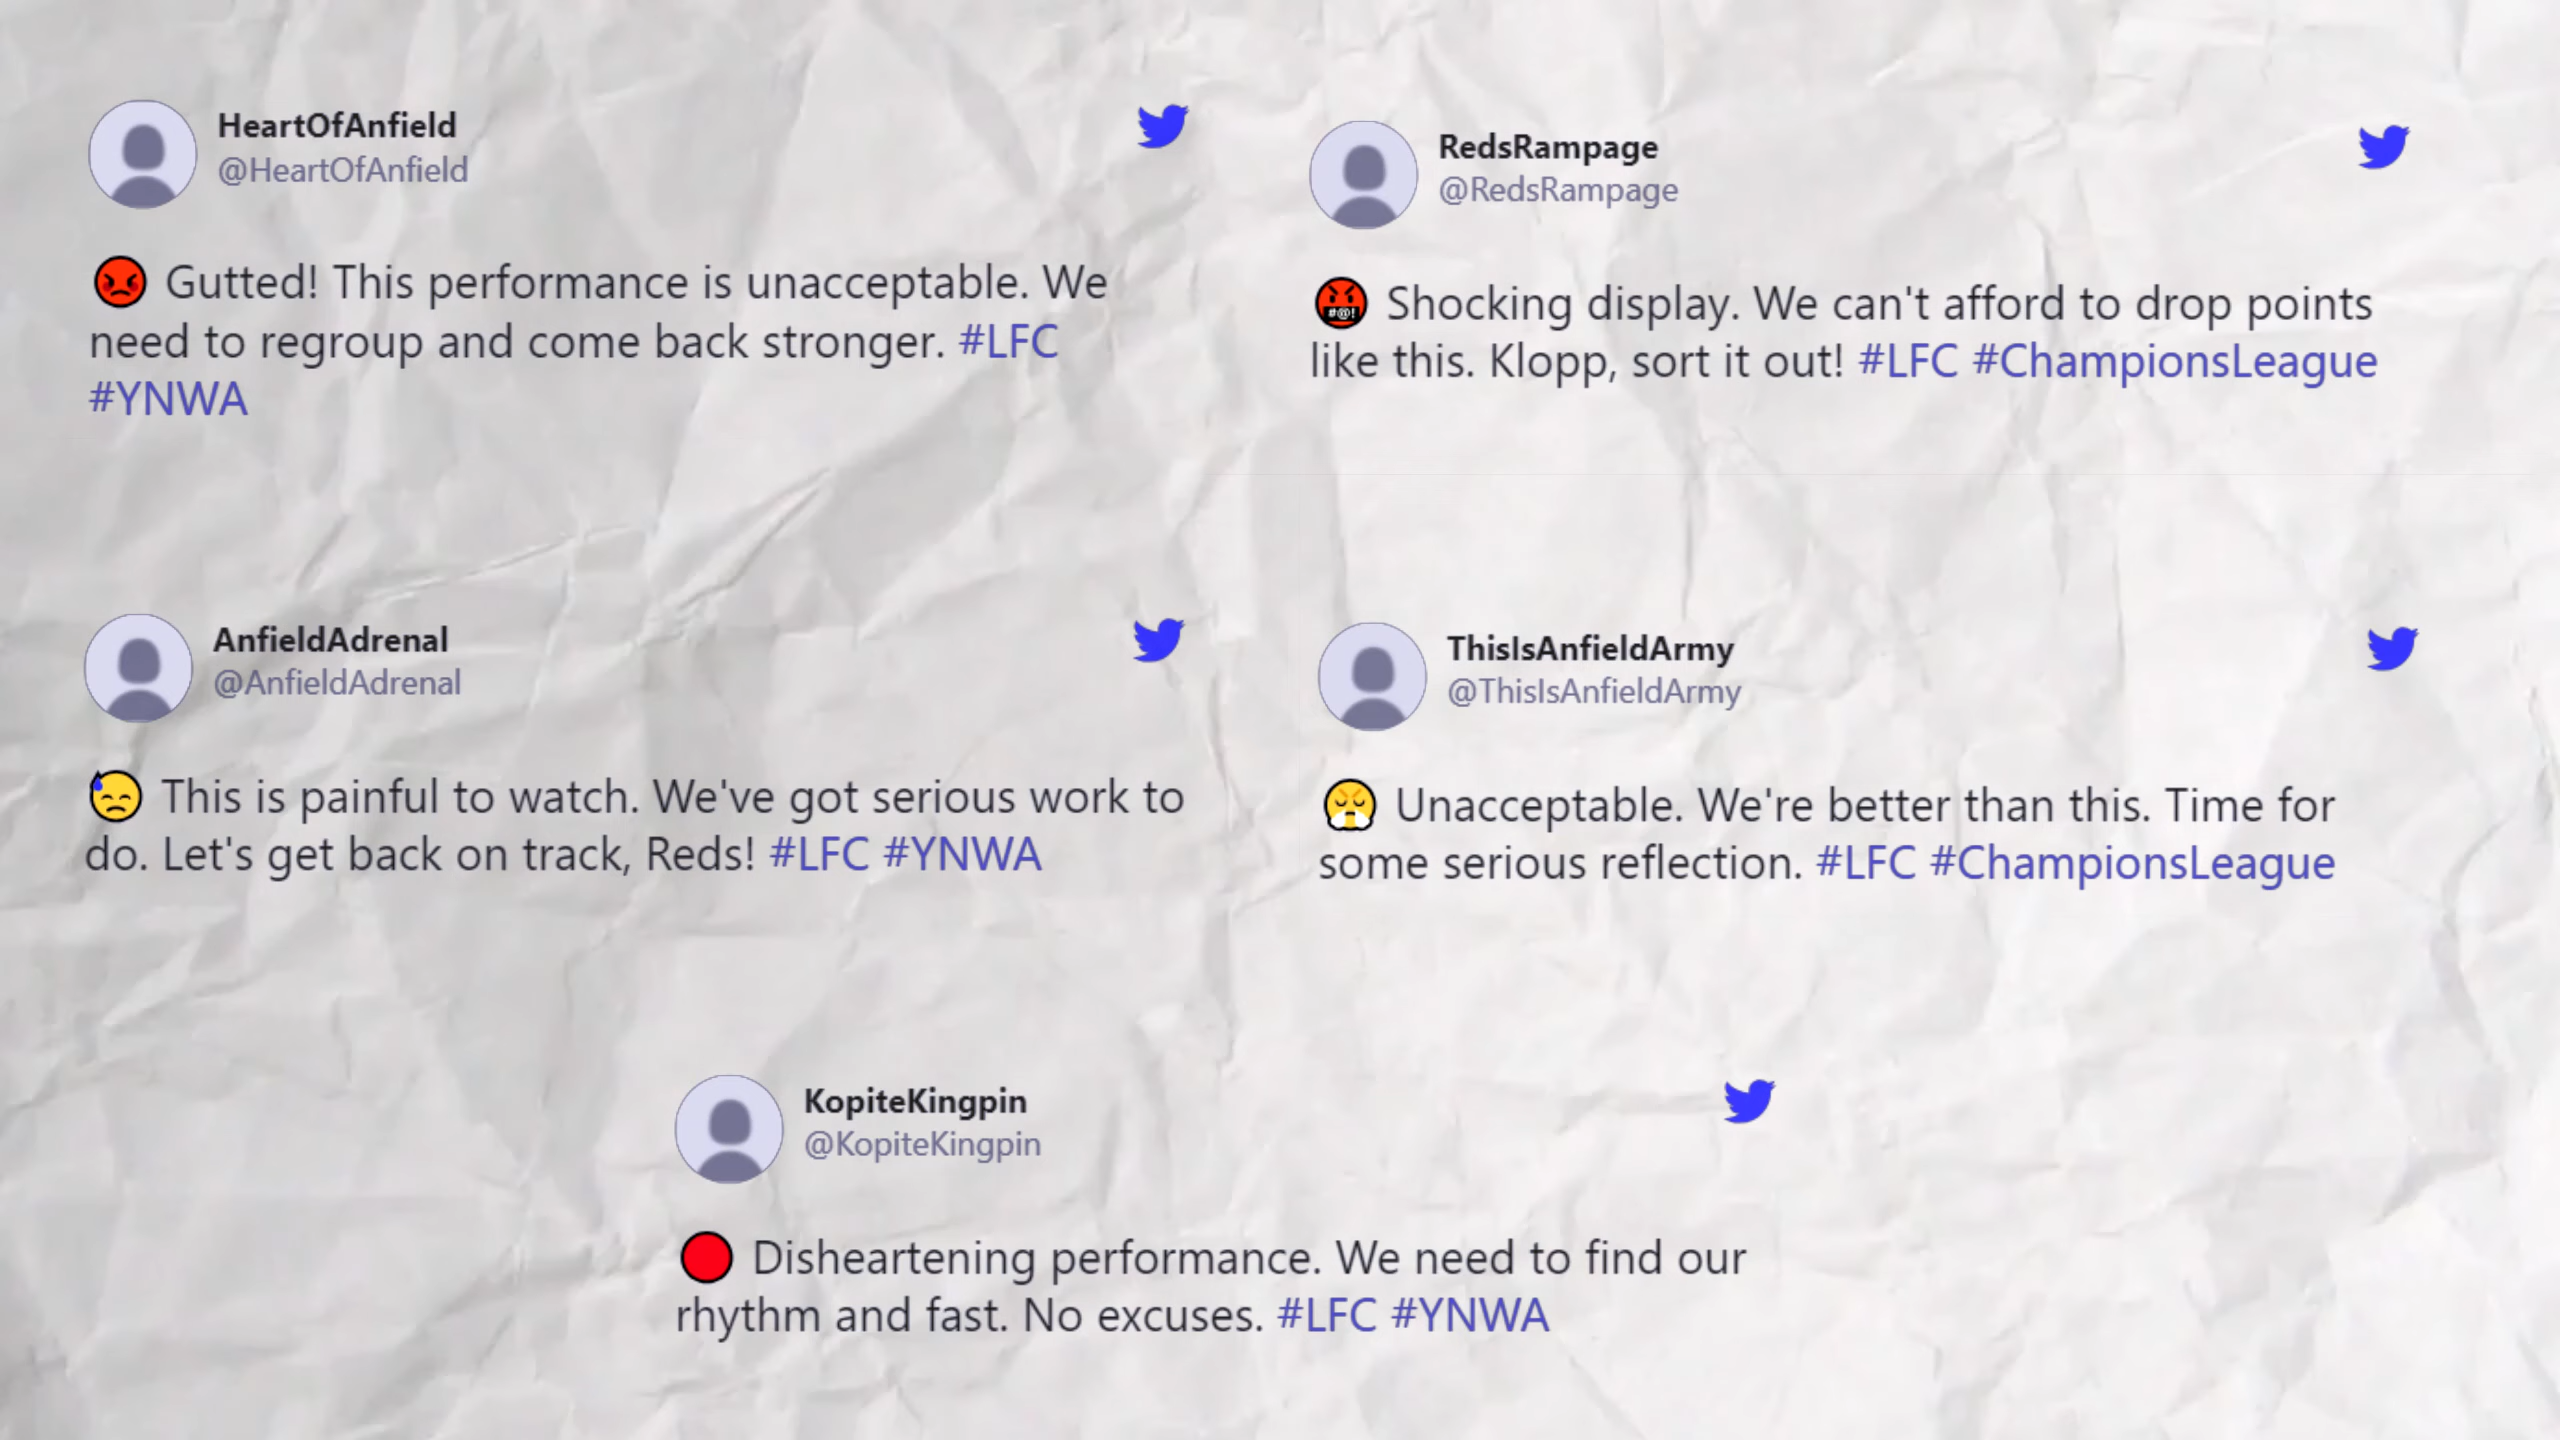 HeartOfAnfield
@HeartOfAnfield
😡 Gutted! This performance is unacceptable. We
need to regroup and come back stronger. #LFC
#YNWA
RedsRampage
@RedsRampage
🤬 Shocking display. We can't afford to drop points
like this. Klopp, sort it out! #LFC #ChampionsLeague
AnfieldAdrenal
@AnfieldAdrenal
😓 This is painful to watch. We've got serious work to
do. Let's get back on track, Reds! #LFC #YNWA
ThisIsAnfieldArmy
@ThisIsAnfieldArmy
😤 Unacceptable. We're better than this. Time for
some serious reflection. #LFC #ChampionsLeague
KopiteKingpin
@KopiteKingpin
🔴 Disheartening performance. We need to find our
rhythm and fast. No excuses. #LFC #YNWA